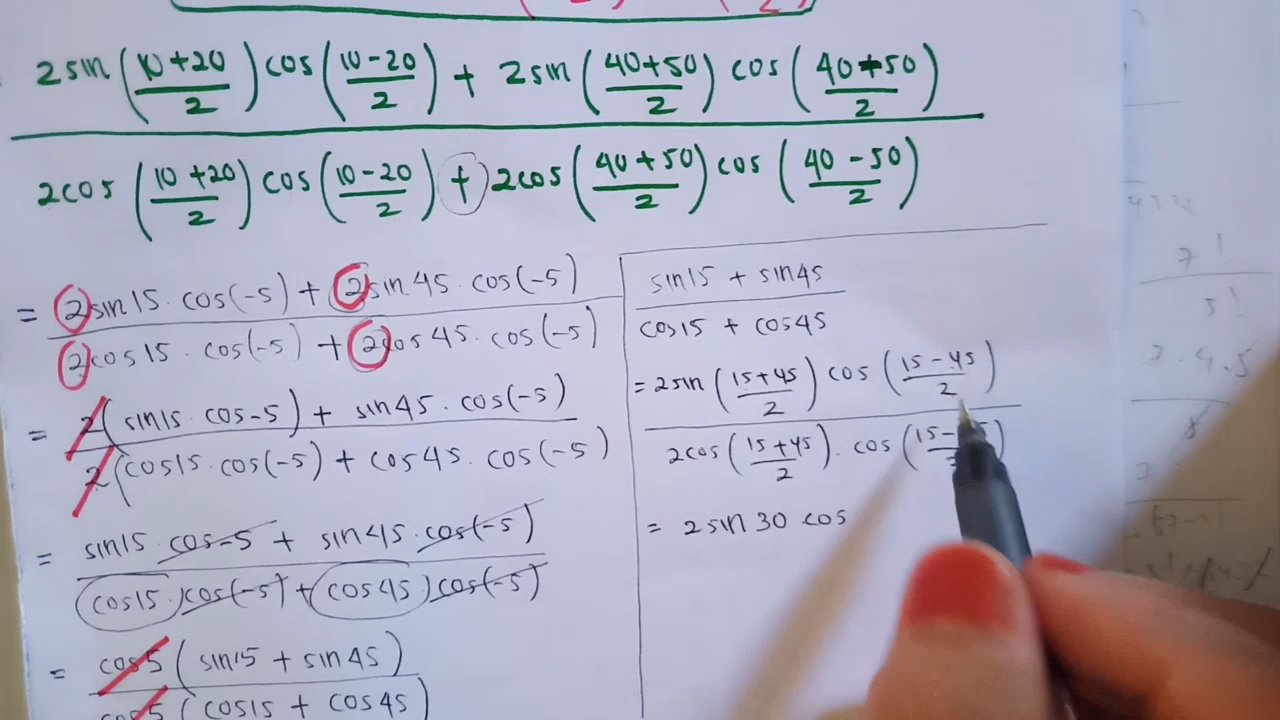 2sin((10+20)/2) cos((10-20)/2) + 2sin((40+50)/2) cos((40+50)/2)
2cos((10+20)/2) cos((10-20)/2) + 2cos((40+50)/2) cos((40-50)/2)
= 2sin15 . cos(-5) + 2sin45 . cos(-5)
2cos15 . cos(-5) + 2cos45 . cos(-5)
= 2(sin15 . cos-5) + sin45 . cos(-5)
2(cos15 . cos(-5) + cos45 . cos(-5)
= sin15 . cos-5 + sin45 . cos(-5)
cos15 . cos(-5) + cos45 . cos(-5)
= cos5 (sin15 + sin45)
cos5 (cos15 + cos45)
sin15 + sin45
cos15 + cos45
= 2sin((15+45)/2) cos((15-45)/2)
2cos((15+45)/2) . cos
= 2sin30 cos
7!